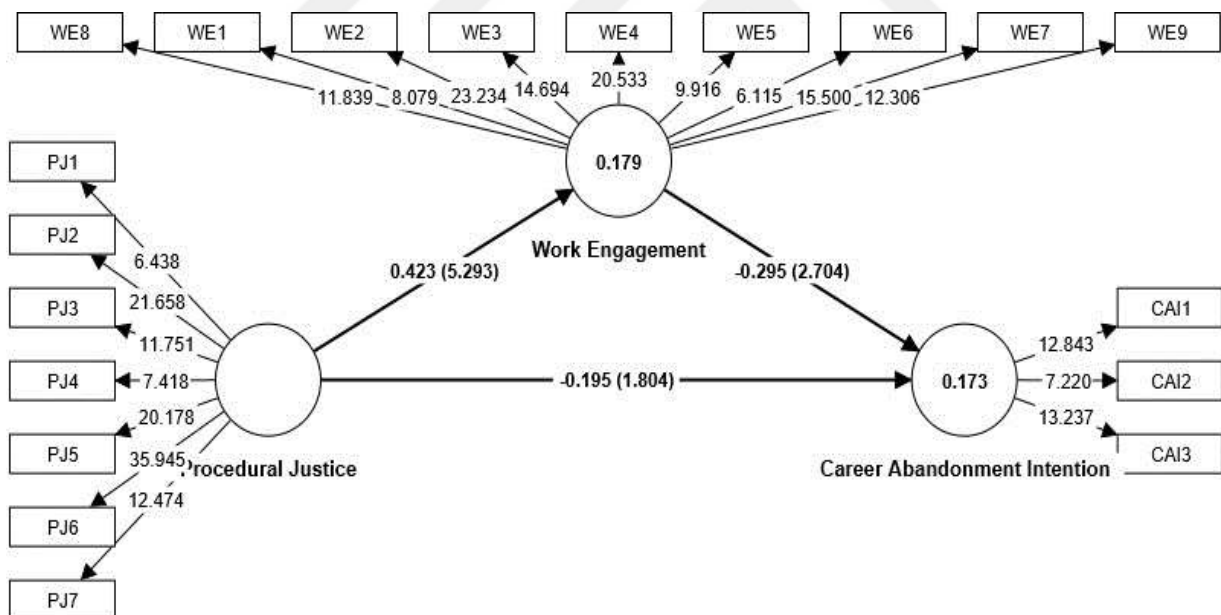 WE8 WE1 WE2 WE3 WE4 WE5 WE6 WE7 WE9
11.839 8.079 23.234 14.694 20.533 9.916 6.115 15.500 12.306
0.179
Work Engagement
PJ1
PJ2
PJ3
PJ4
PJ5
PJ6
PJ7
6.438
21.658
11.751
7.418
20.178
35.945
12.474
Procedural Justice
0.423 (5.293)
-0.295 (2.704)
-0.195 (1.804)
0.173
Career Abandonment Intention
12.843
7.220
13.237
CAI1
CAI2
CAI3